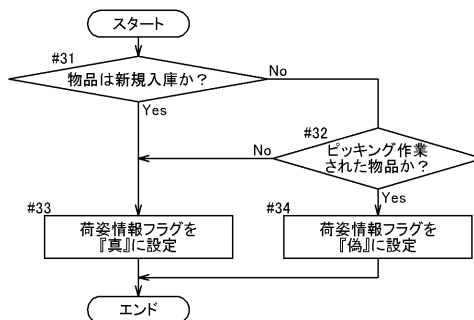 スタート
#31
物品は新規入庫か？
No
Yes
#32
ピッキング作業
された物品か？
No
Yes
#33
荷姿情報フラグを
『真』に設定
#34
荷姿情報フラグを
『偽』に設定
エンド